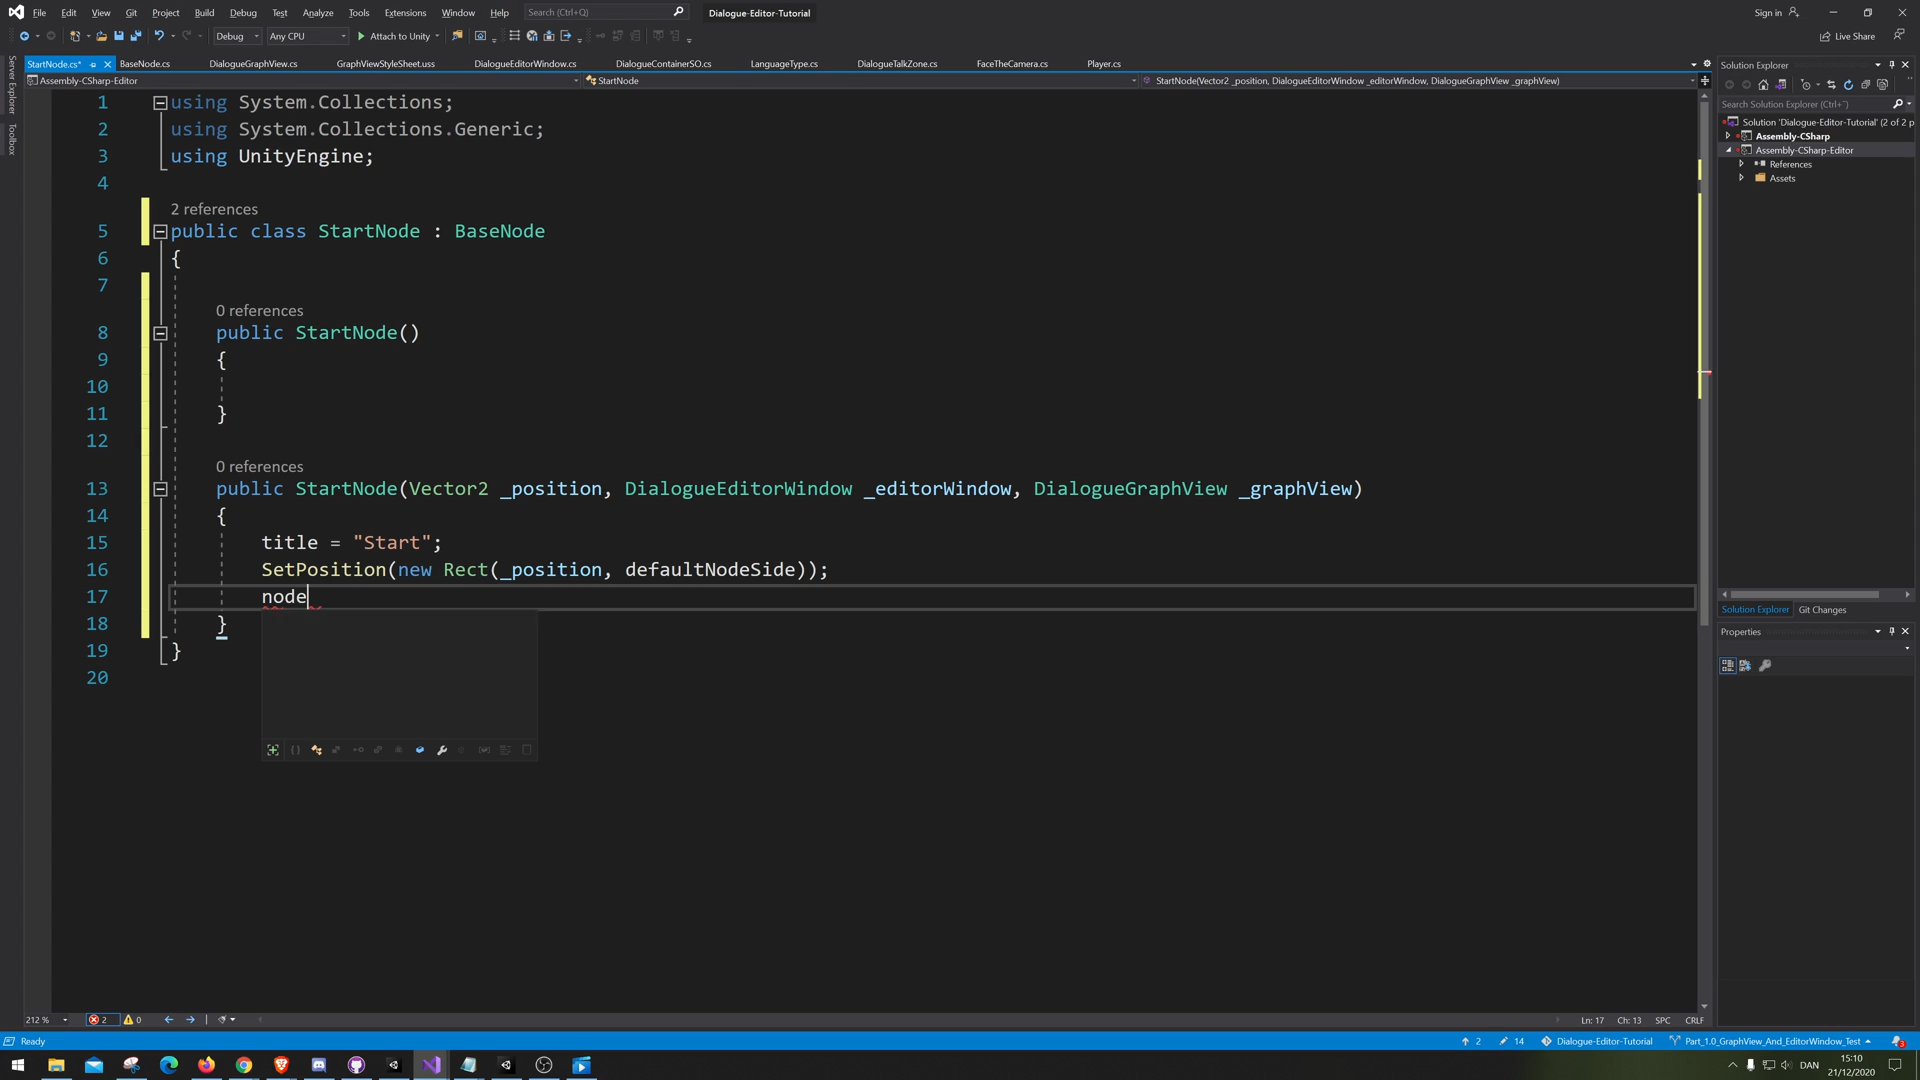 File Edit View Git Project Build Debug Test Analyze Tools Extensions Window Help Search (Ctrl+Q) Dialogue-Editor-Tutorial Sign in
Debug Any CPU Attach to Unity Live Share
StartNode.cs* BaseNode.cs DialogueGraphView.cs GraphViewStyleSheet.uss DialogueEditorWindow.cs DialogueContainerSO.cs LanguageType.cs DialogueTalkZone.cs FaceTheCamera.cs Player.cs
Assembly-CSharp-Editor StartNode StartNode(Vector2 _position, DialogueEditorWindow _editorWindow, DialogueGraphView _graphView)
Server Explorer
Toolbox
1 using System.Collections;
2 using System.Collections.Generic;
3 using UnityEngine;
4
2 references
5 public class StartNode : BaseNode
6 {
7
0 references
8 public StartNode()
9 {
10
11 }
12
0 references
13 public StartNode(Vector2 _position, DialogueEditorWindow _editorWindow, DialogueGraphView _graphView)
14 {
15 title = "Start";
16 SetPosition(new Rect(_position, defaultNodeSide));
17 node
18 }
19 }
20
Solution Explorer
Search Solution Explorer (Ctrl+¨)
Solution 'Dialogue-Editor-Tutorial' (2 of 2 p
Assembly-CSharp
Assembly-CSharp-Editor
References
Assets
Solution Explorer Git Changes
Properties
212 % 2 0 Ln: 17 Ch: 13 SPC CRLF
Ready 2 14 Dialogue-Editor-Tutorial Part_1.0_GraphView_And_EditorWindow_Test 3
DAN 15:10
21/12/2020